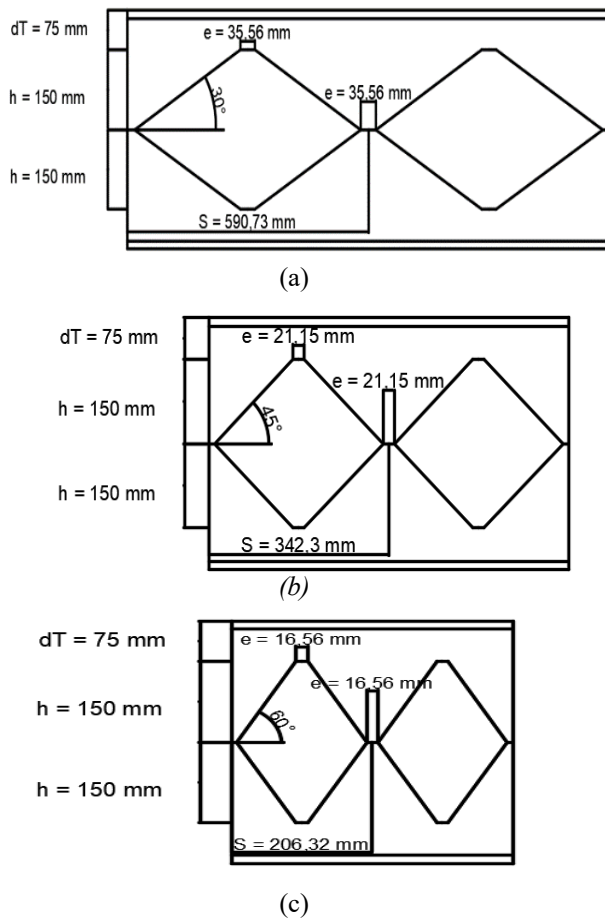 dT = 75 mm
e = 35,56 mm
h = 150 mm
30°
e = 35,56 mm
h = 150 mm
S = 590,73 mm
(a)
dT = 75 mm
e = 21,15 mm
e = 21,15 mm
h = 150 mm
45°
h = 150 mm
S = 342,3 mm
(b)
dT = 75 mm
e = 16,56 mm
e = 16,56 mm
h = 150 mm
60°
h = 150 mm
S = 206,32 mm
(c)